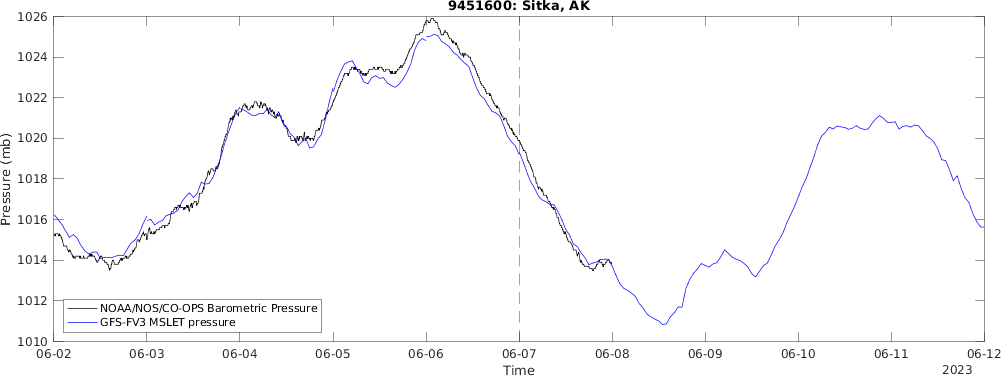 9451600: Sitka, AK
Pressure (mb)
1026
1024
1022
1020
1018
1016
1014
1012
1010
NOAA/NOS/CO-OPS Barometric Pressure
GFS-FV3 MSLET pressure
06-02 06-03 06-04 06-05 06-06 06-07 06-08 06-09 06-10 06-11 06-12
Time
2023